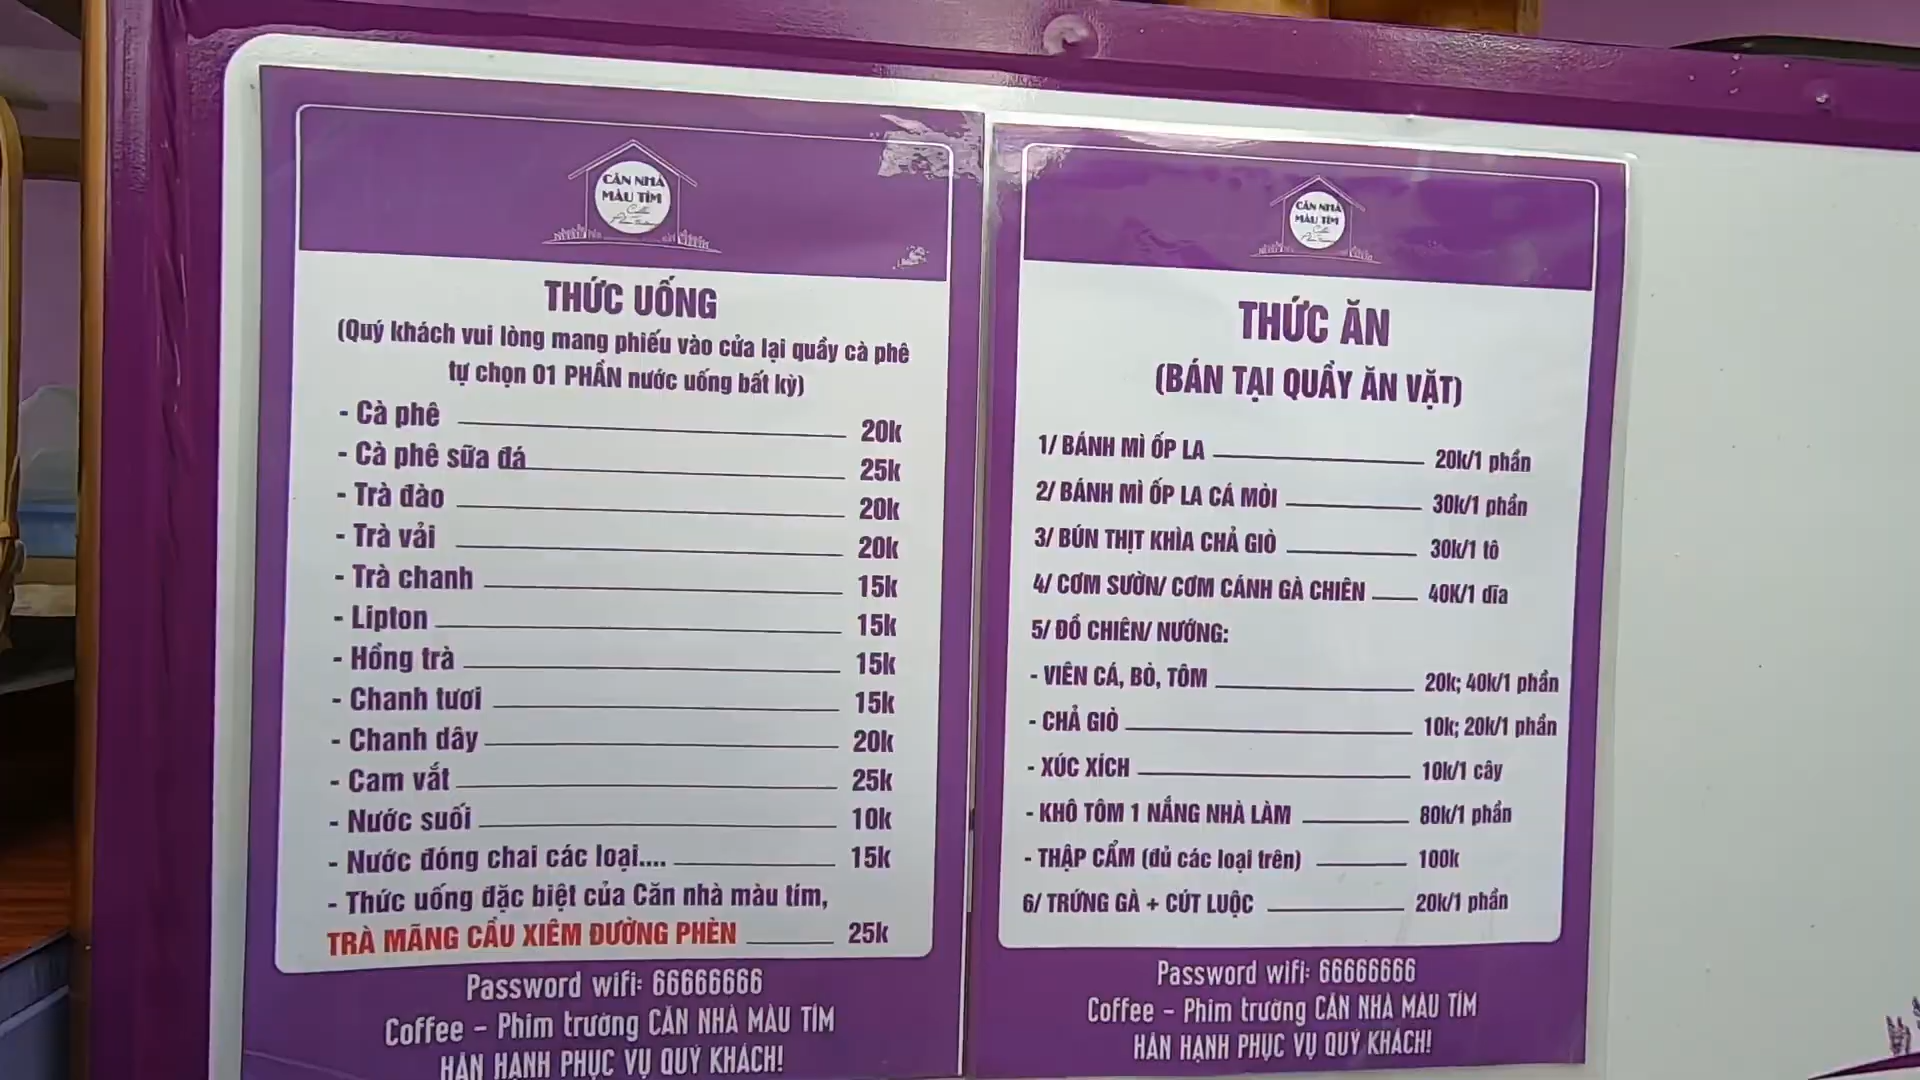 CĂN NHÀ
MÀU TÍM
THỨC UỐNG
(Quý khách vui lòng mang phiếu vào cửa lại quầy cà phê
tự chọn 01 PHẦN nước uống bất kỳ)
- Cà phê 20k
- Cà phê sữa đá 25k
- Trà đào 20k
- Trà vải 20k
- Trà chanh 15k
- Lipton 15k
- Hồng trà 15k
- Chanh tươi 15k
- Chanh dây 20k
- Cam vắt 25k
- Nước suối 10k
- Nước đóng chai các loại.... 15k
- Thức uống đặc biệt của Căn nhà màu tím,
TRÀ MÃNG CẦU XIÊM ĐƯỜNG PHÈN 25k
Password wifi: 66666666
Coffee - Phim trường CĂN NHÀ MÀU TÍM
HÂN HẠNH PHỤC VỤ QUÝ KHÁCH!
CĂN NHÀ
MÀU TÍM
THỨC ĂN
(BÁN TẠI QUẦY ĂN VẶT)
1/ BÁNH MÌ ỐP LA 20k/1 phần
2/ BÁNH MÌ ỐP LA CÁ MÒI 30k/1 phần
3/ BÚN THỊT KHÌA CHẢ GIÒ 30k/1 tô
4/ CƠM SƯỜN/ CƠM CÁNH GÀ CHIÊN 40K/1 dĩa
5/ ĐỒ CHIÊN/ NƯỚNG:
- VIÊN CÁ, BÒ, TÔM 20k; 40k/1 phần
- CHẢ GIÒ 10k; 20k/1 phần
- XÚC XÍCH 10k/1 cây
- KHÔ TÔM 1 NẮNG NHÀ LÀM 80k/1 phần
- THẬP CẨM (đủ các loại trên) 100k
6/ TRỨNG GÀ + CÚT LUỘC 20k/1 phần
Password wifi: 66666666
Coffee - Phim trường CĂN NHÀ MÀU TÍM
HÂN HẠNH PHỤC VỤ QUÝ KHÁCH!